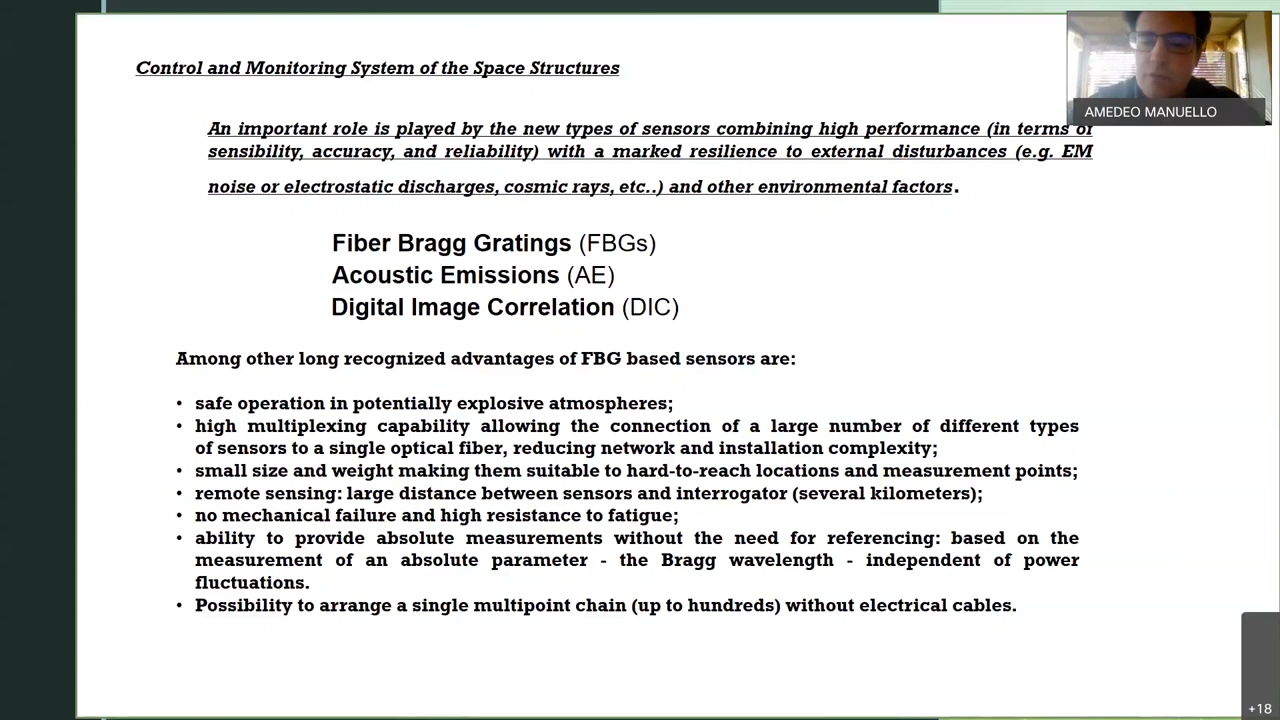 Control and Monitoring System of the Space Structures
AMEDEO MANUELLO
An important role is played by the new types of sensors combining high performance (in terms of
sensibility, accuracy, and reliability) with a marked resilience to external disturbances (e.g. EM
noise or electrostatic discharges, cosmic rays, etc..) and other environmental factors.
Fiber Bragg Gratings (FBGs)
Acoustic Emissions (AE)
Digital Image Correlation (DIC)
Among other long recognized advantages of FBG based sensors are:
• safe operation in potentially explosive atmospheres;
• high multiplexing capability allowing the connection of a large number of different types
of sensors to a single optical fiber, reducing network and installation complexity;
• small size and weight making them suitable to hard-to-reach locations and measurement points;
• remote sensing: large distance between sensors and interrogator (several kilometers);
• no mechanical failure and high resistance to fatigue;
• ability to provide absolute measurements without the need for referencing: based on the
measurement of an absolute parameter - the Bragg wavelength - independent of power
fluctuations.
• Possibility to arrange a single multipoint chain (up to hundreds) without electrical cables.
+18